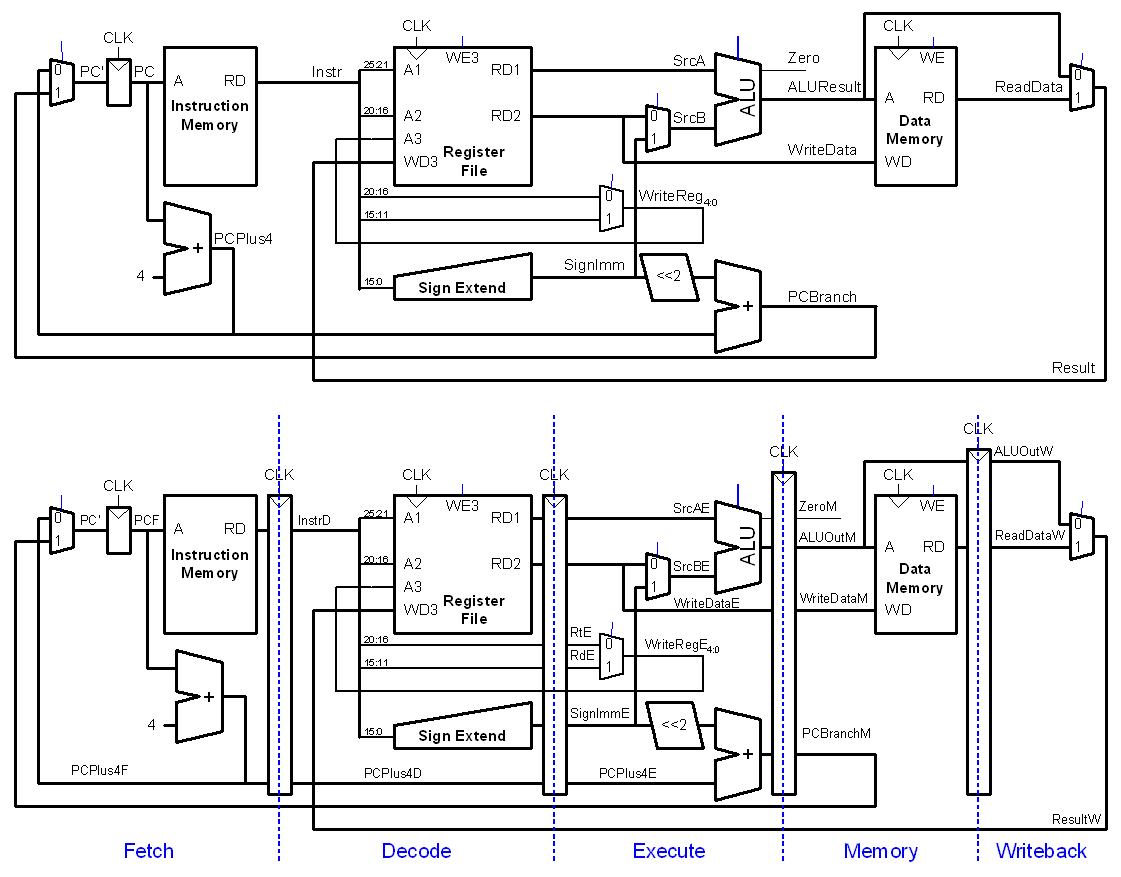 CLK
CLK
CLK
0
1
PC'
PC
A
RD
Instruction
Memory
Instr
25:21
A1
WE3
RD1
20:16
A2
RD2
A3
WD3
Register
File
SrcA
0
1
SrcB
ALU
Zero
ALUResult
WriteData
WE
A
RD
Data
Memory
WD
ReadData
0
1
20:16
15:11
0
1
WriteReg4:0
+
PCPlus4
4
15:0
Sign Extend
SignImm
<<2
+
PCBranch
Result
CLK
CLK
CLK
CLK
CLK
CLK
CLK
0
1
PC'
PCF
A
RD
Instruction
Memory
InstrD
25:21
A1
WE3
RD1
20:16
A2
RD2
A3
WD3
Register
File
SrcAE
0
1
SrcBE
WriteDataE
ALU
ZeroM
ALUOutM
WriteDataM
WE
A
RD
Data
Memory
WD
ALUOutW
ReadDataW
0
1
20:16
15:11
RtE
RdE
0
1
WriteRegE4:0
+
4
15:0
Sign Extend
SignImmE
<<2
+
PCBranchM
PCPlus4F
PCPlus4D
PCPlus4E
ResultW
Fetch
Decode
Execute
Memory
Writeback